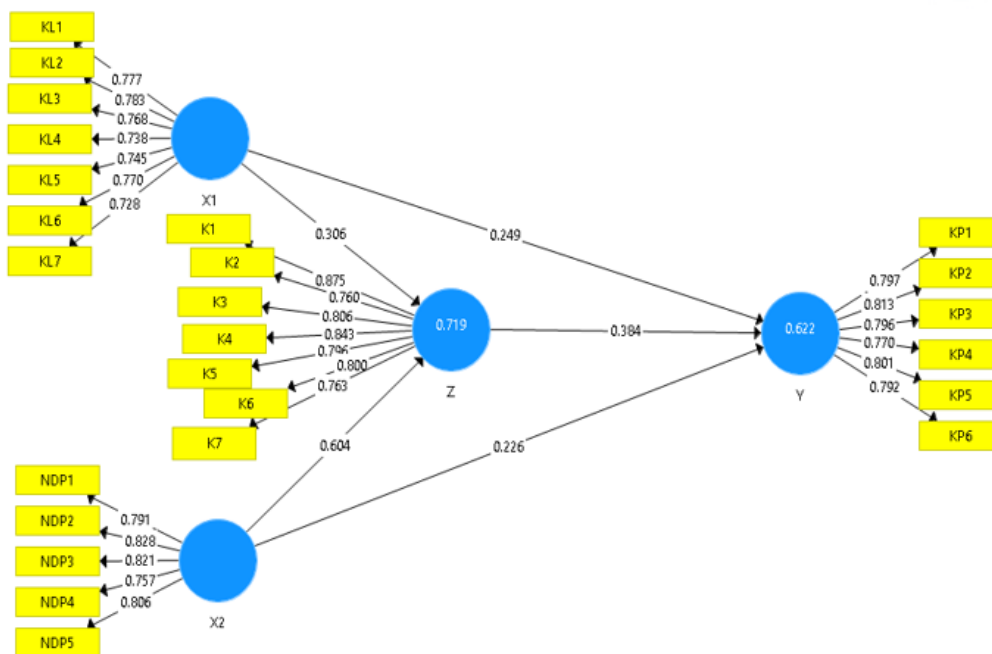 KL1
KL2
KL3
KL4
KL5
KL6
KL7
0.777
0.783
0.768
0.738
0.745
0.770
0.728
X1
K1
K2
K3
K4
K5
K6
K7
0.875
0.760
0.806
0.843
0.796
0.800
0.763
0.306
0.249
0.719
Z
0.384
0.604
0.226
0.622
Y
KP1
KP2
KP3
KP4
KP5
KP6
0.797
0.813
0.796
0.770
0.801
0.792
NDP1
NDP2
NDP3
NDP4
NDP5
0.791
0.828
0.821
0.757
0.806
X2